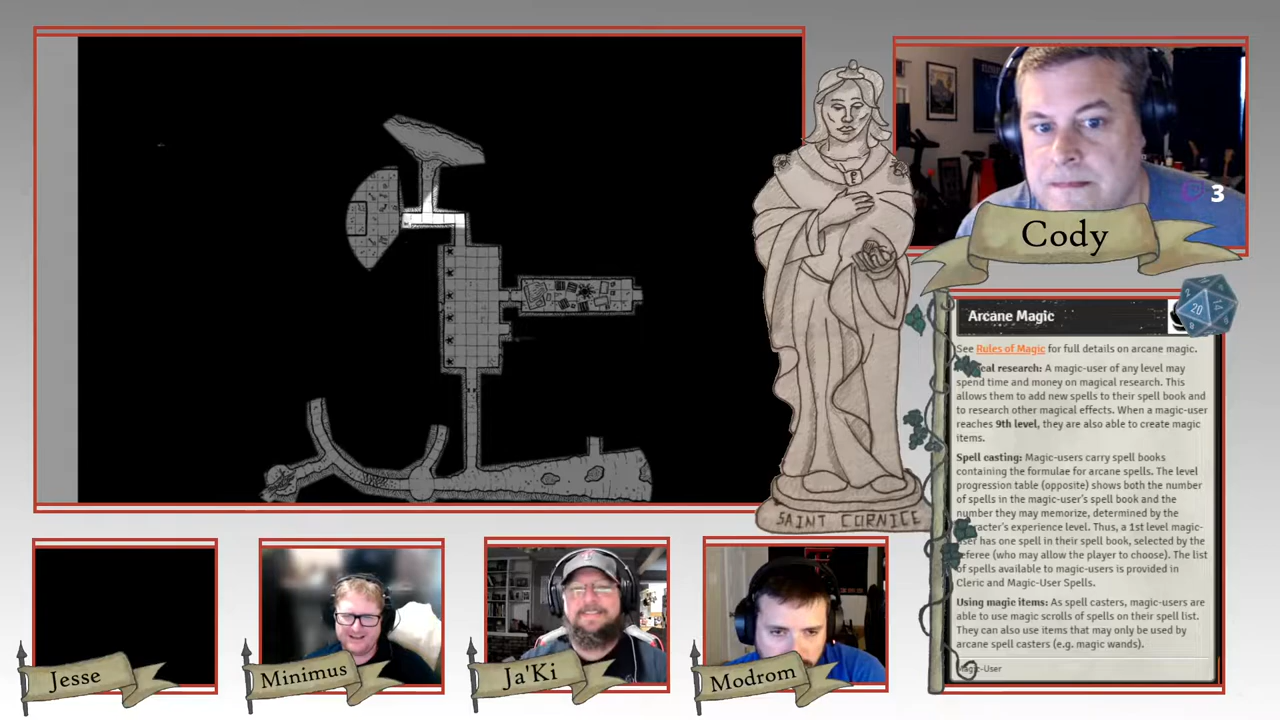 3
Cody
20
Arcane Magic
See Rules of Magic for full details on arcane magic.
cal research: A magic-user of any level may
spend time and money on magical research. This
allows them to add new spells to their spell book and
to research other magical effects. When a magic-user
reaches 9th level, they are also able to create magic
items.
Spell casting: Magic-users carry spell books
containing the formulae for arcane spells. The level
progression table (opposite) shows both the number
of spells in the magic-user's spell book and the
number they may memorize, determined by the
racter's experience level. Thus, a 1st level magic-
user has one spell in their spell book, selected by the
referee (who may allow the player to choose). The list
of spells available to magic-users is provided in
Cleric and Magic-User Spells.
Using magic items: As spell casters, magic-users are
able to use magic scrolls of spells on their spell list.
They can also use items that may only be used by
arcane spell casters (e.g. magic wands).
Magic-User
SAINT CORNICE
Jesse
Minimus
Ja'Ki
Modrom